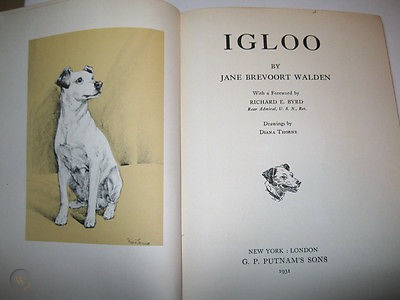 IGLOO
BY
JANE BREVOORT WALDEN
With a Foreword by
RICHARD E. BYRD
Rear Admiral, U. S. N., Ret.
Drawings by
DIANA THORNE
NEW YORK : LONDON
G. P. PUTNAM'S SONS
1931